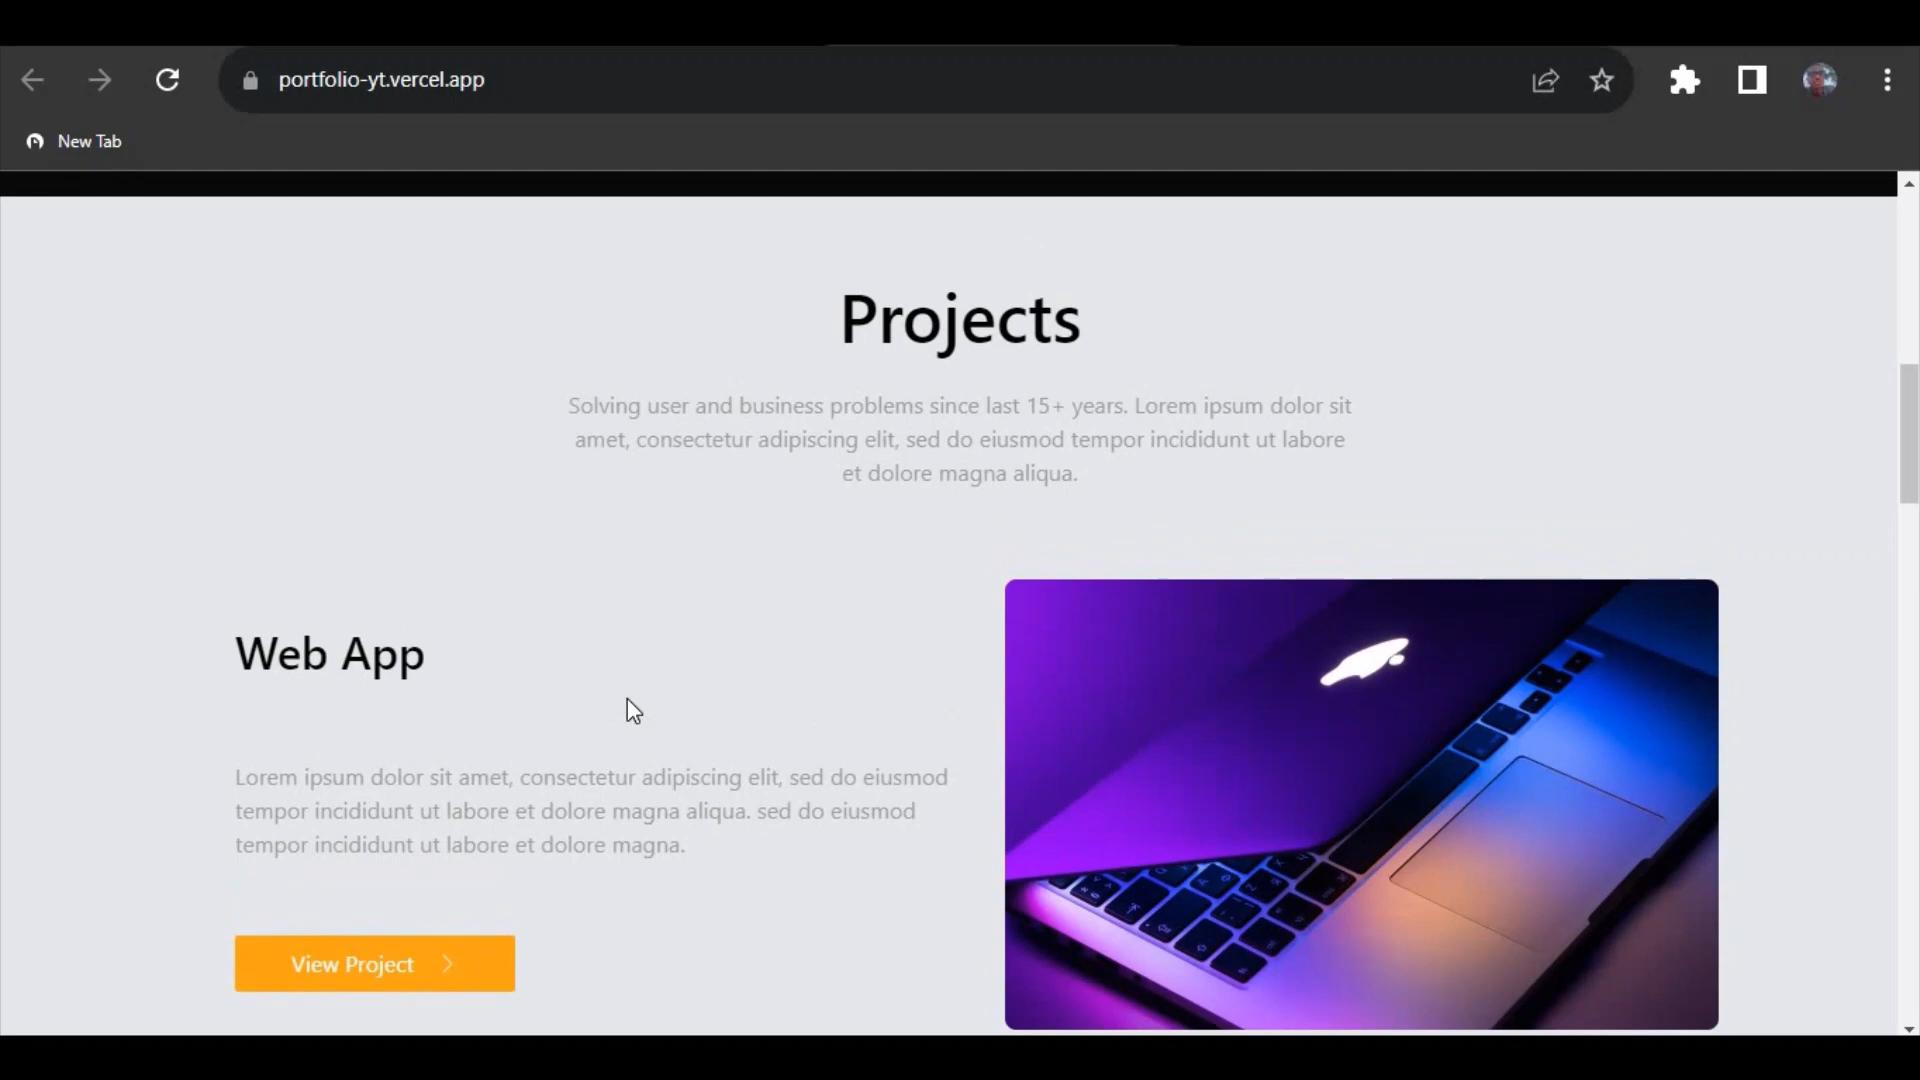 portfolio-yt.vercel.app
New Tab
Projects
Solving user and business problems since last 15+ years. Lorem ipsum dolor sit
amet, consectetur adipiscing elit, sed do eiusmod tempor incididunt ut labore
et dolore magna aliqua.
Web App
Lorem ipsum dolor sit amet, consectetur adipiscing elit, sed do eiusmod
tempor incididunt ut labore et dolore magna aliqua. sed do eiusmod
tempor incididunt ut labore et dolore magna.
View Project